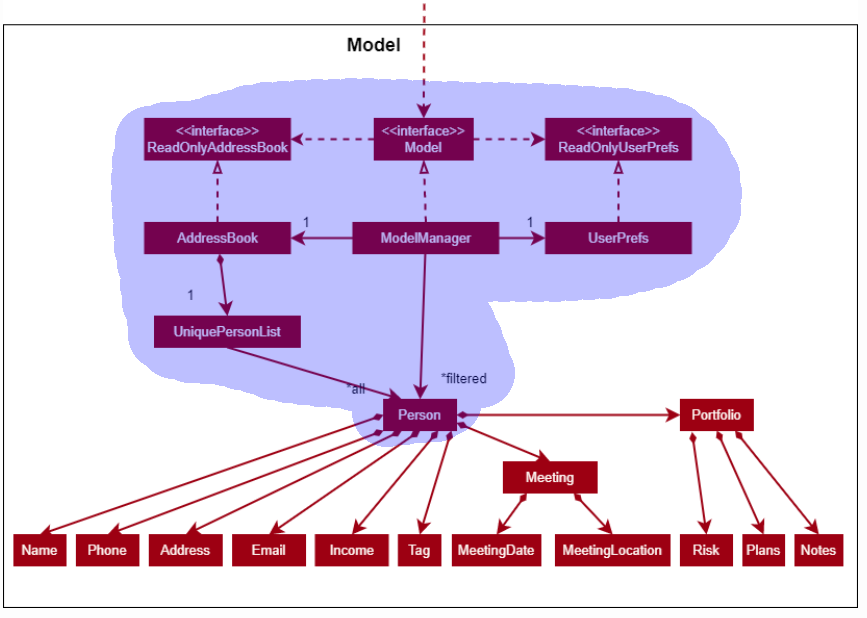 Model
<<interface>>
ReadOnlyAddressBook
<<interface>>
Model
<<interface>>
ReadOnlyUserPrefs
AddressBook
1
ModelManager
1
UserPrefs
1
UniquePersonList
*all
*filtered
Person
Portfolio
Meeting
Name
Phone
Address
Email
Income
Tag
MeetingDate
MeetingLocation
Risk
Plans
Notes